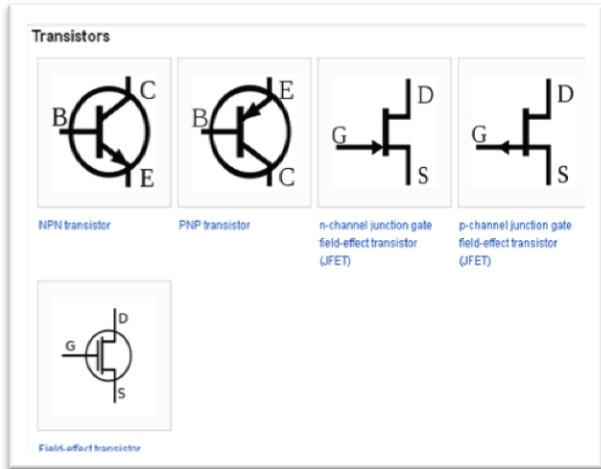 Transistors
C
B
E
E
B
C
D
G
S
D
G
S
NPN transistor
PNP transistor
n-channel junction gate
field-effect transistor
(JFET)
p-channel junction gate
field-effect transistor
(JFET)
D
G
S
Field-effect transistor